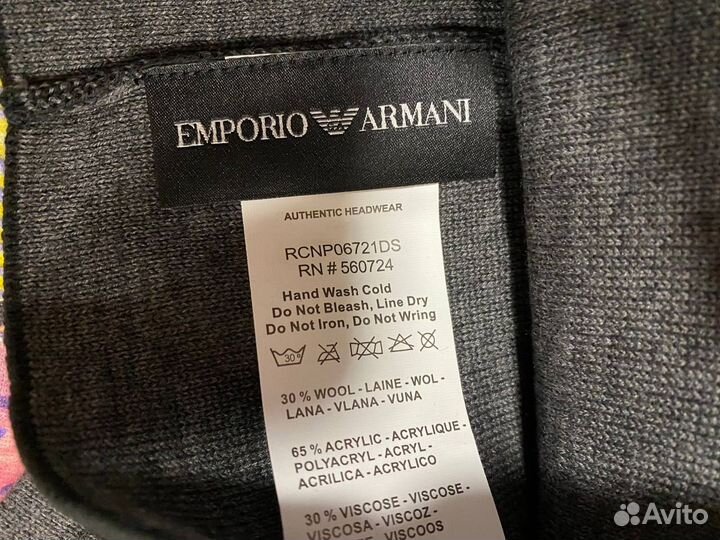 EMPORIO ARMANI
AUTHENTIC HEADWEAR
RCNP06721DS
RN # 560724
Hand Wash Cold
Do Not Bleash, Line Dry
Do Not Iron, Do Not Wring
30°
30 % WOOL - LAINE - WOL -
LANA - VLANA - VUNA
65 % ACRYLIC - ACRYLIQUE -
POLYACRYL - ACRYL -
ACRILICA - ACRYLICO
30 % VISCOSE - VISCOSE -
VISCOSA - VISCOZ -
VISCOOS
Avito